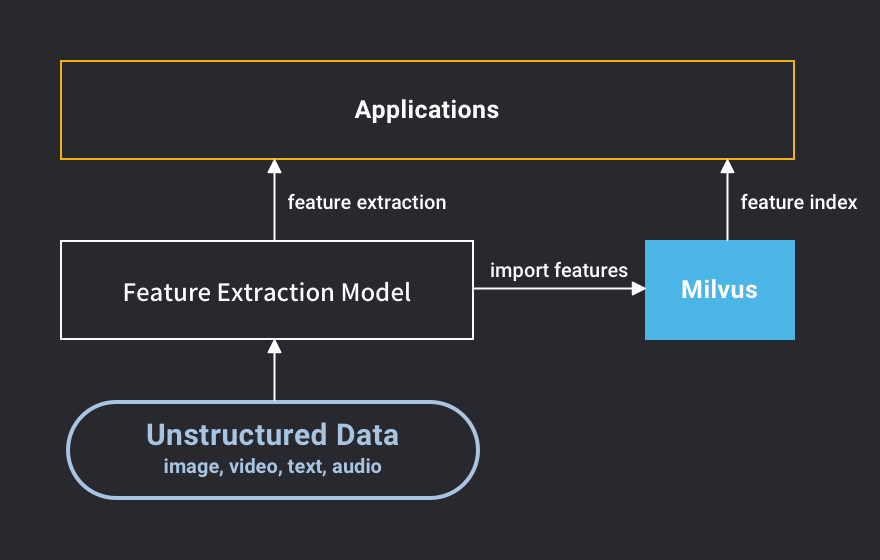 Applications
feature extraction
feature index
import features
Feature Extraction Model
Milvus
Unstructured Data
image, video, text, audio